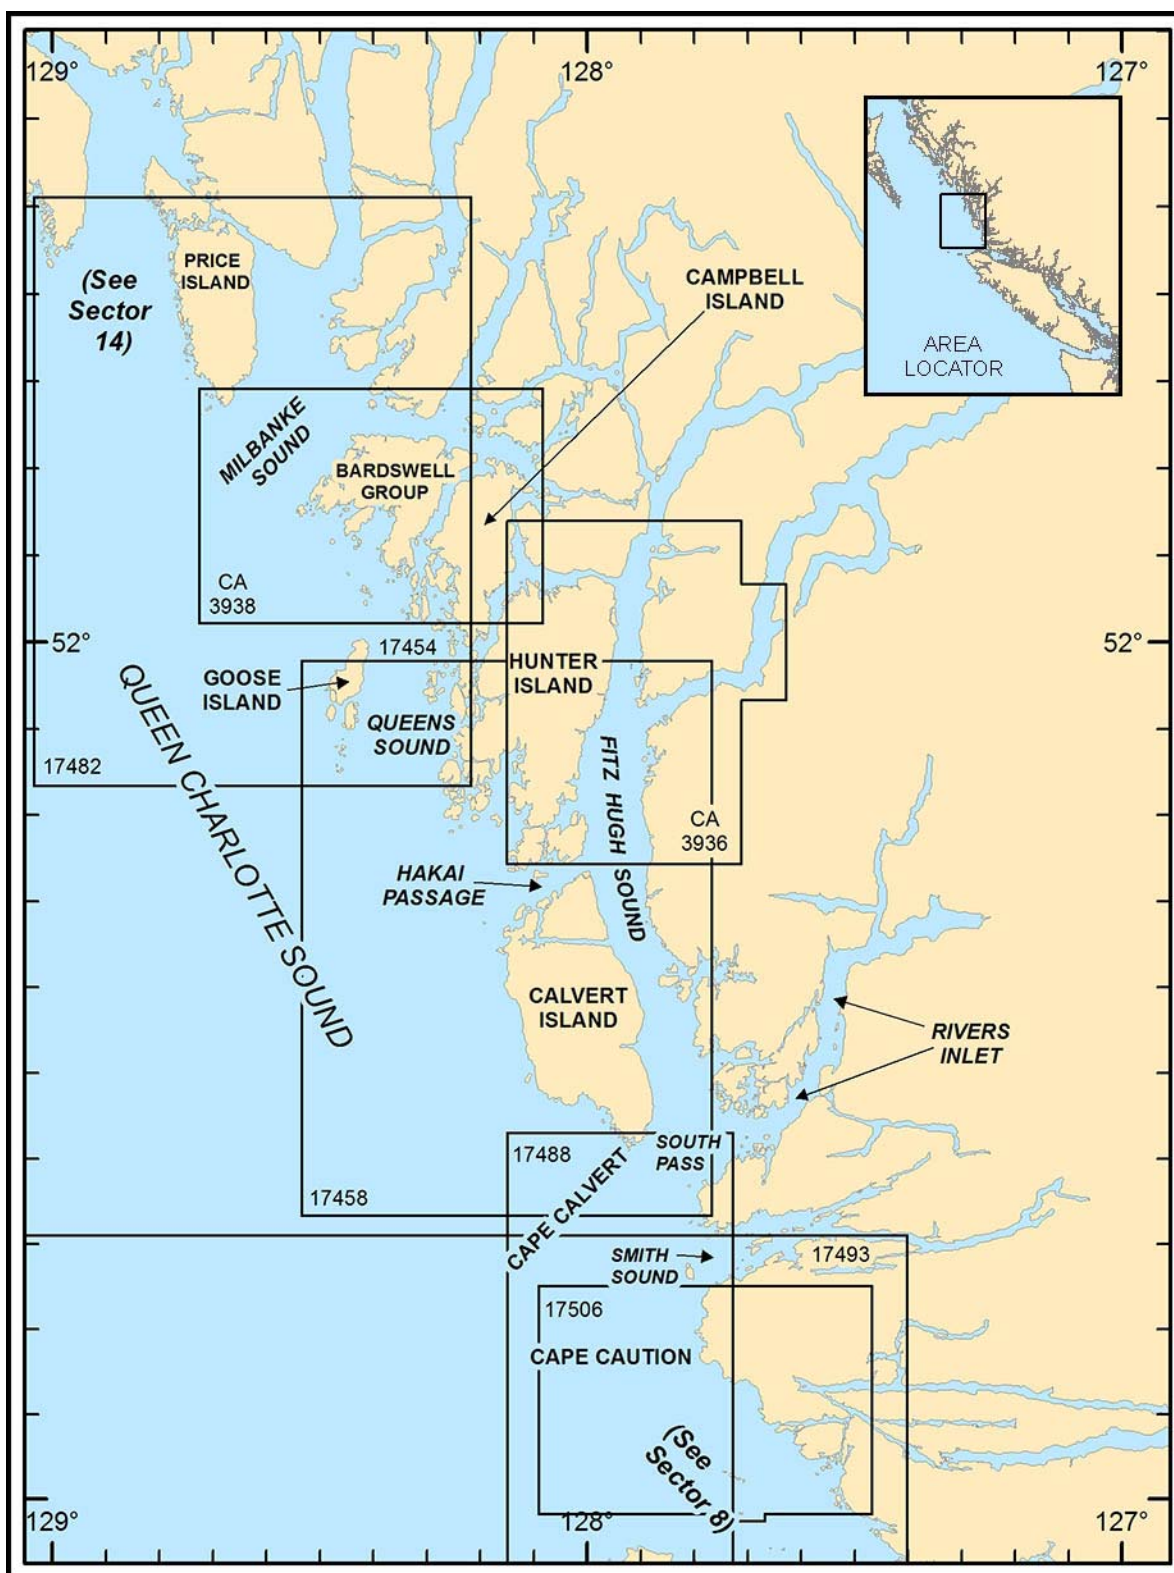 129°
128°
127°
PRICE
ISLAND
(See
Sector
14)
CAMPBELL
ISLAND
AREA
LOCATOR
MILBANKE
SOUND
BARDSWELL
GROUP
CA
3938
52°
52°
17454
GOOSE
ISLAND
HUNTER
ISLAND
QUEENS
SOUND
17482
QUEEN CHARLOTTE SOUND
FITZ HUGH SOUND
CA
3936
HAKAI
PASSAGE
CALVERT
ISLAND
RIVERS
INLET
SOUTH
PASS
17488
17458
CAPE CALVERT
SMITH
SOUND
17493
17506
CAPE CAUTION
(See
Sector 8)
129°
128°
127°